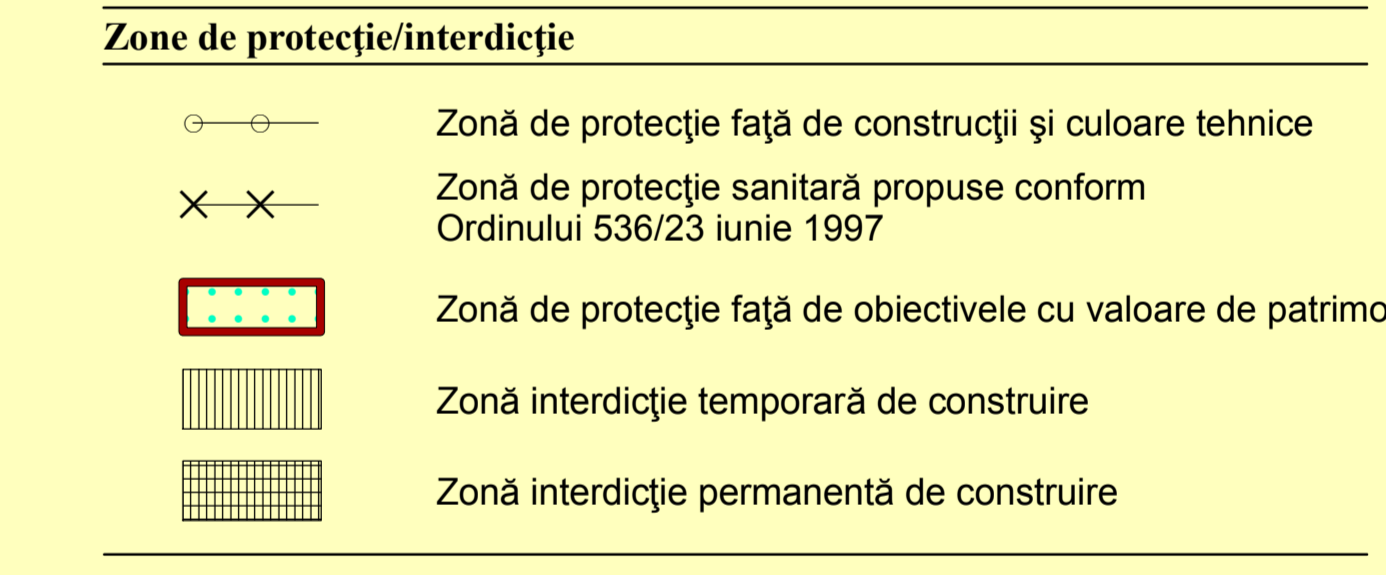 Zone de protecţie/interdicţie
Zonă de protecţie faţă de construcţii şi culoare tehnice
Zonă de protecţie sanitară propuse conform
Ordinului 536/23 iunie 1997
Zonă de protecţie faţă de obiectivele cu valoare de patrimo
Zonă interdicţie temporară de construire
Zonă interdicţie permanentă de construire